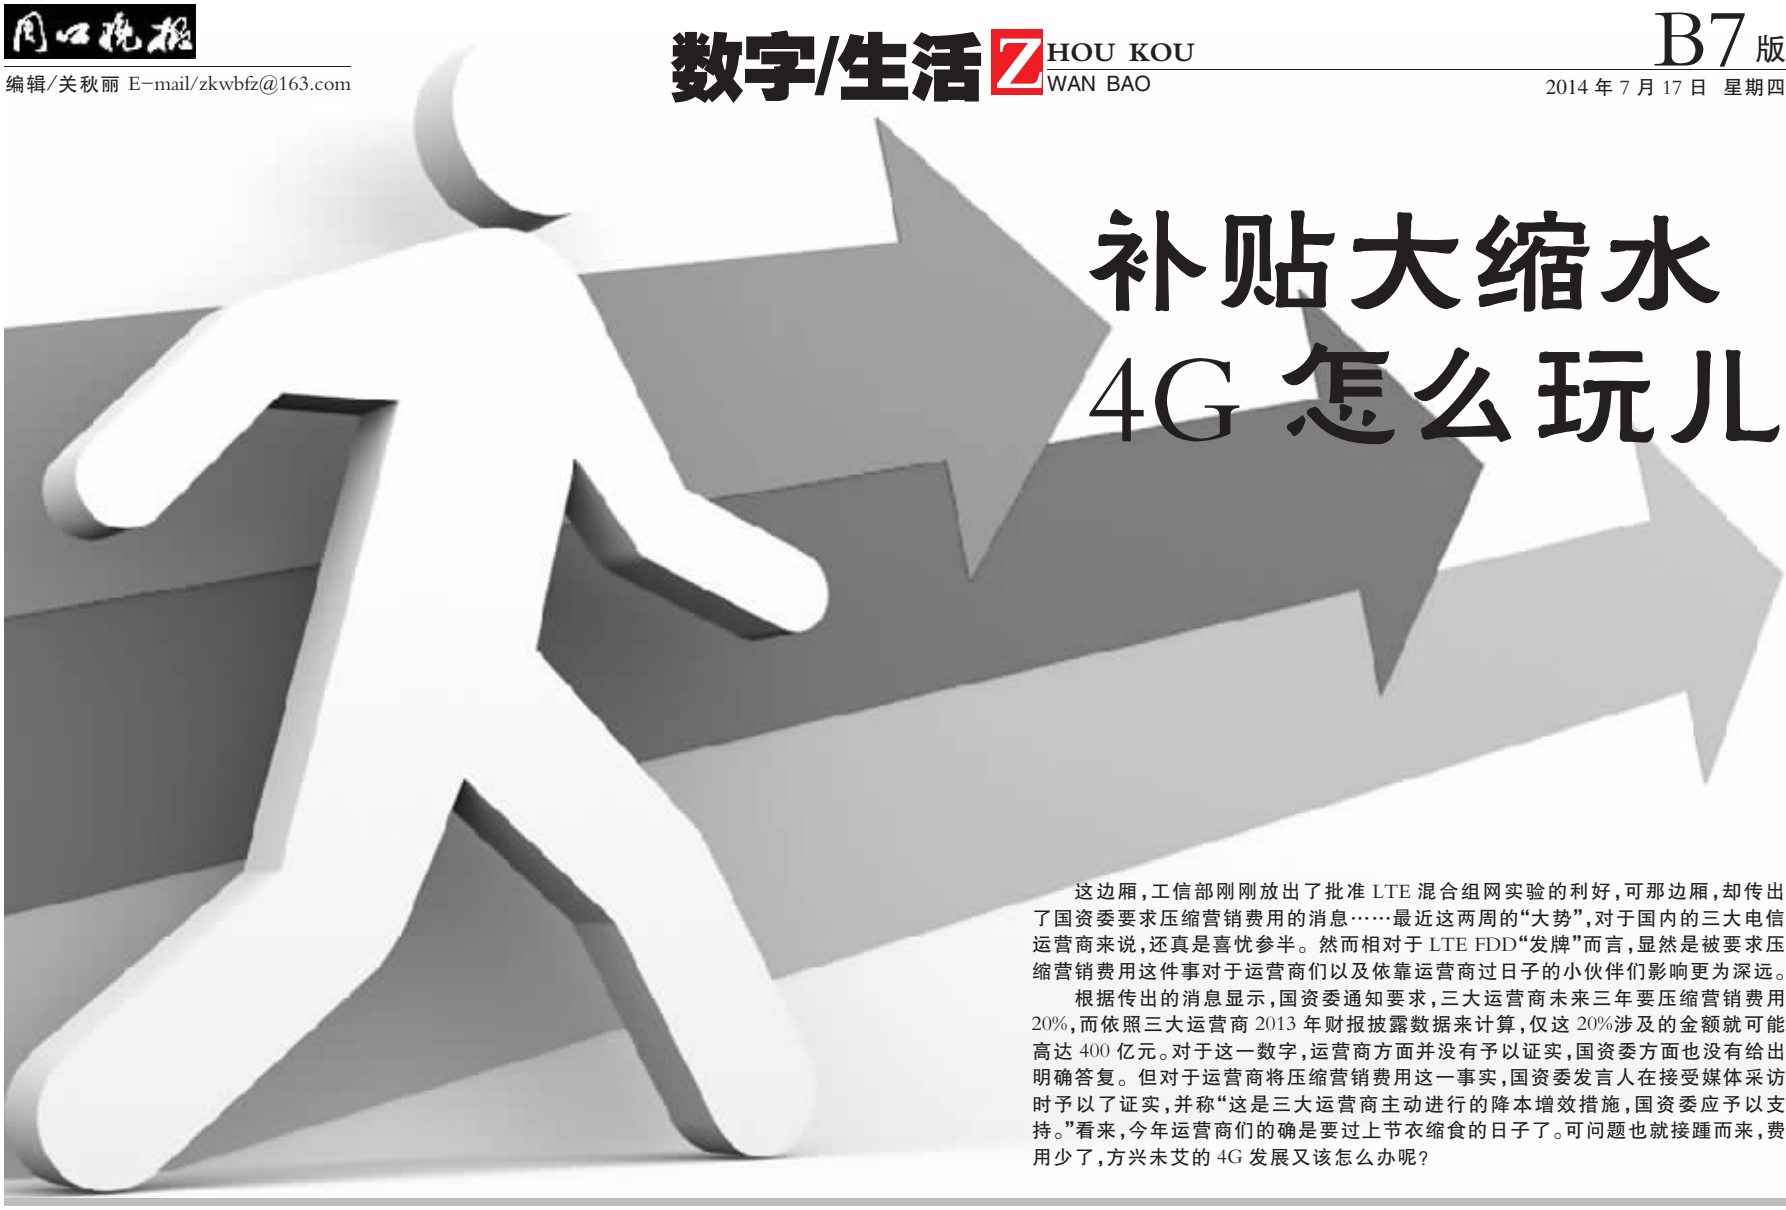 周口晚报
编辑/关秋丽 E-mail/zkwbfz@163.com
数字/生活 ZHOU KOU
WAN BAO
B7版
2014年7月17日 星期四
补贴大缩水
4G 怎么玩儿
这边厢,工信部刚刚放出了批准 LTE 混合组网实验的利好,可那边厢,却传出
了国资委要求压缩营销费用的消息……最近这两周的“大势”,对于国内的三大电信
运营商来说,还真是喜忧参半。然而相对于 LTE FDD“发牌”而言,显然是被要求压
缩营销费用这件事对于运营商们以及依靠运营商过日子的小伙伴们影响更为深远。
根据传出的消息显示,国资委通知要求,三大运营商未来三年要压缩营销费用
20%,而依照三大运营商 2013 年财报披露数据来计算,仅这 20%涉及的金额就可能
高达 400 亿元。对于这一数字,运营商方面并没有予以证实,国资委方面也没有给出
明确答复。但对于运营商将压缩营销费用这一事实,国资委发言人在接受媒体采访
时予以了证实,并称“这是三大运营商主动进行的降本增效措施,国资委应予以支
持。”看来,今年运营商们的确是要过上节衣缩食的日子了。可问题也就接踵而来,费
用少了,方兴未艾的 4G 发展又该怎么办呢?